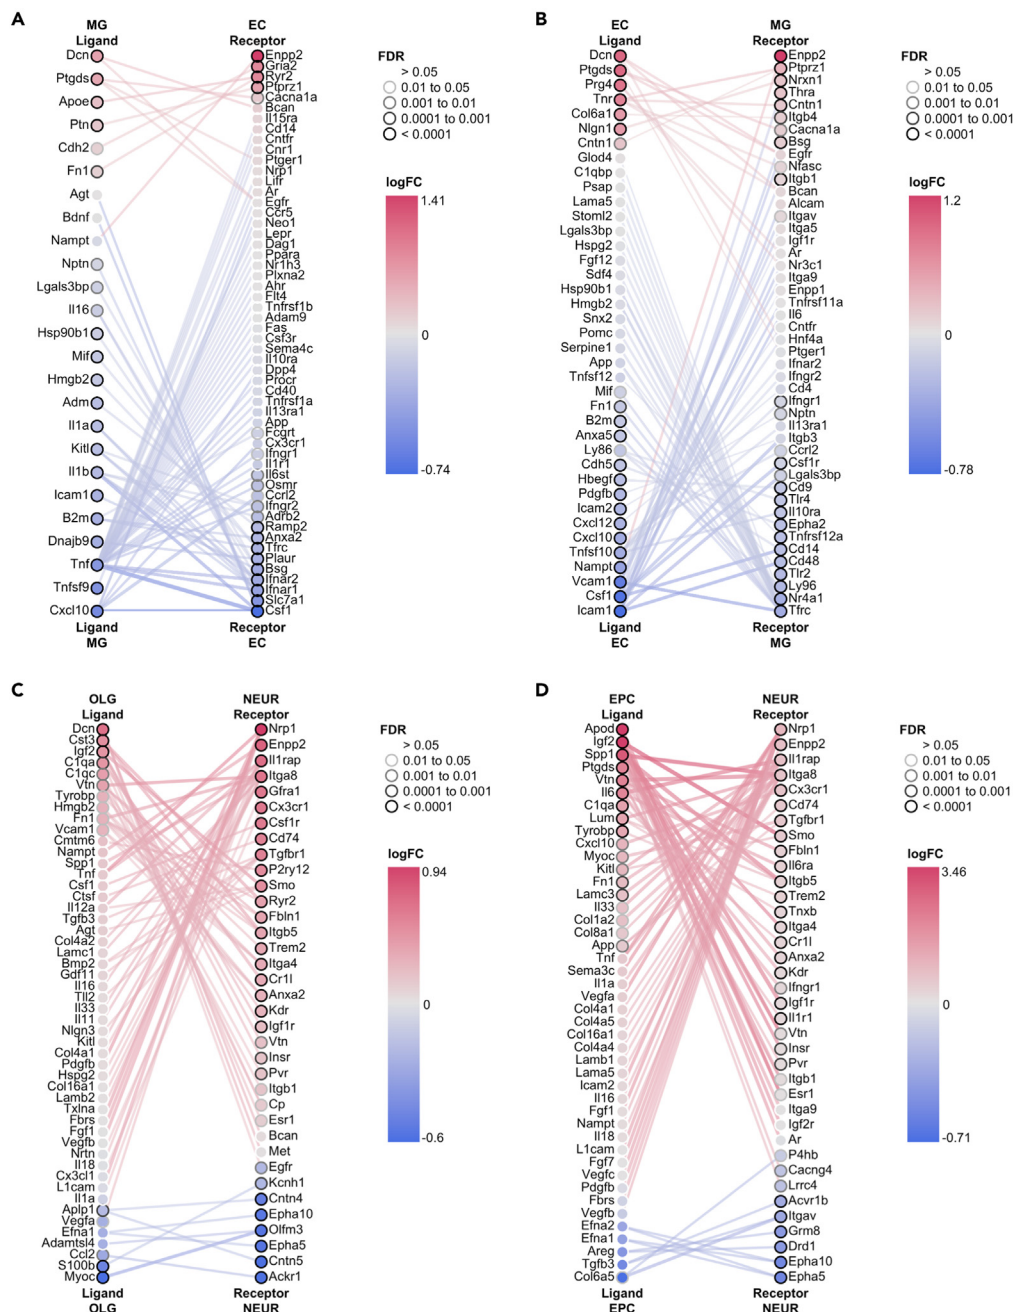 A
MG
Ligand
EC
Receptor
Dcn
Ptgds
Apoe
Ptn
Cdh2
Fn1
Agt
Bdnf
Nampt
Nptn
Lgals3bp
Il16
Hsp90b1
Mif
Hmgb2
Adm
Il1a
Kitl
Il1b
Icam1
B2m
Dnajb9
Tnf
Tnfsf9
Cxcl10
Ligand
MG
Enpp2
Gria2
Ryr2
Ptprz1
Cacna1a
Bcan
Il15ra
Cd14
Cntfr
Cnr1
Ptger1
Nrp1
Lifr
Ar
Egfr
Ccr5
Neo1
Lepr
Dag1
Ppara
Nr1h3
Plxna2
Ahr
Flt4
Tnfrsf1b
Adam9
Fas
Csf3r
Sema4c
Il10ra
Dpp4
Procr
Cd40
Tnfrsf1a
Il13ra1
App
Fcgrt
Cx3cr1
Ifngr1
Il1r1
Il6st
Osmr
Ccrl2
Ifngr2
Adrb2
Ramp2
Anxa2
Tfrc
Plaur
Bsg
Ifnar2
Ifnar1
Slc7a1
Csf1
Receptor
EC
FDR
> 0.05
0.01 to 0.05
0.001 to 0.01
0.0001 to 0.001
< 0.0001
logFC
1.41
0
-0.74
B
EC
Ligand
MG
Receptor
Dcn
Ptgds
Prg4
Tnr
Col6a1
Nlgn1
Cntn1
Glod4
C1qbp
Psap
Lama5
Stoml2
Lgals3bp
Hspg2
Fgf12
Sdf4
Hsp90b1
Hmgb2
Snx2
Pomc
Serpine1
App
Tnfsf12
Mif
Fn1
B2m
Anxa5
Ly86
Cdh5
Hbegf
Pdgfb
Icam2
Cxcl12
Cxcl10
Tnfsf10
Nampt
Vcam1
Csf1
Icam1
Ligand
EC
Enpp2
Ptprz1
Nrxn1
Thra
Cntn1
Itgb4
Cacna1a
Bsg
Egfr
Nfasc
Itgb1
Bcan
Alcam
Itgav
Itga5
Igf1r
Ar
Nr3c1
Itga9
Enpp1
Tnfrsf11a
Il6
Cntfr
Hnf4a
Ptger1
Ifnar2
Ifngr2
Cd4
Ifngr1
Nptn
Il13ra1
Itgb3
Ccrl2
Csf1r
Lgals3bp
Cd9
Tlr4
Il10ra
Epha2
Tnfrsf12a
Cd14
Cd48
Tlr2
Ly96
Nr4a1
Tfrc
Receptor
MG
FDR
> 0.05
0.01 to 0.05
0.001 to 0.01
0.0001 to 0.001
< 0.0001
logFC
1.2
0
-0.78
C
OLG
Ligand
NEUR
Receptor
Dcn
Cst3
Igf2
C1qa
C1qc
Vtn
Tyrobp
Hmgb2
Fn1
Vcam1
Cmtm6
Nampt
Spp1
Tnf
Csf1
Ctsf
Il12a
Tgfb3
Agt
Col4a2
Lamc1
Bmp2
Gdf11
Il16
Tll2
Il33
Il11
Nlgn3
Kitl
Col4a1
Pdgfb
Hspg2
Col16a1
Lamb2
Txlna
Fbrs
Fgf1
Vegfb
Nrtn
Il18
Cx3cl1
L1cam
Il1a
Aplp1
Vegfa
Efna1
Adamtsl4
Ccl2
S100b
Myoc
Ligand
OLG
Nrp1
Enpp2
Il1rap
Itga8
Gfra1
Cx3cr1
Csf1r
Cd74
Tgfbr1
P2ry12
Smo
Ryr2
Fbln1
Itgb5
Trem2
Itga4
Cr1l
Anxa2
Kdr
Igf1r
Vtn
Insr
Pvr
Itgb1
Cp
Esr1
Bcan
Met
Egfr
Kcnh1
Cntn4
Epha10
Olfm3
Epha5
Cntn5
Ackr1
Receptor
NEUR
FDR
> 0.05
0.01 to 0.05
0.001 to 0.01
0.0001 to 0.001
< 0.0001
logFC
0.94
0
-0.6
D
EPC
Ligand
NEUR
Receptor
Apod
Igf2
Spp1
Ptgds
Vtn
Il6
C1qa
Lum
Tyrobp
Cxcl10
Myoc
Kitl
Fn1
Lamc3
Il33
Col1a2
Col8a1
App
Tnf
Sema3c
Il1a
Vegfa
Col4a1
Col4a5
Col16a1
Col4a4
Lamb1
Lama5
Icam2
Il16
Fgf1
Nampt
Il18
L1cam
Fgf7
Vegfc
Pdgfb
Fbrs
Vegfb
Efna2
Efna1
Areg
Tgfb3
Col6a5
Ligand
EPC
Nrp1
Enpp2
Il1rap
Itga8
Cx3cr1
Cd74
Tgfbr1
Smo
Fbln1
Il6ra
Itgb5
Trem2
Tnxb
Itga4
Cr1l
Anxa2
Kdr
Ifngr1
Igf1r
Il1r1
Vtn
Insr
Pvr
Itgb1
Esr1
Itga9
Igf2r
Ar
P4hb
Cacng4
Lrrc4
Acvr1b
Itgav
Grm8
Drd1
Epha10
Epha5
Receptor
NEUR
FDR
> 0.05
0.01 to 0.05
0.001 to 0.01
0.0001 to 0.001
< 0.0001
logFC
3.46
0
-0.71